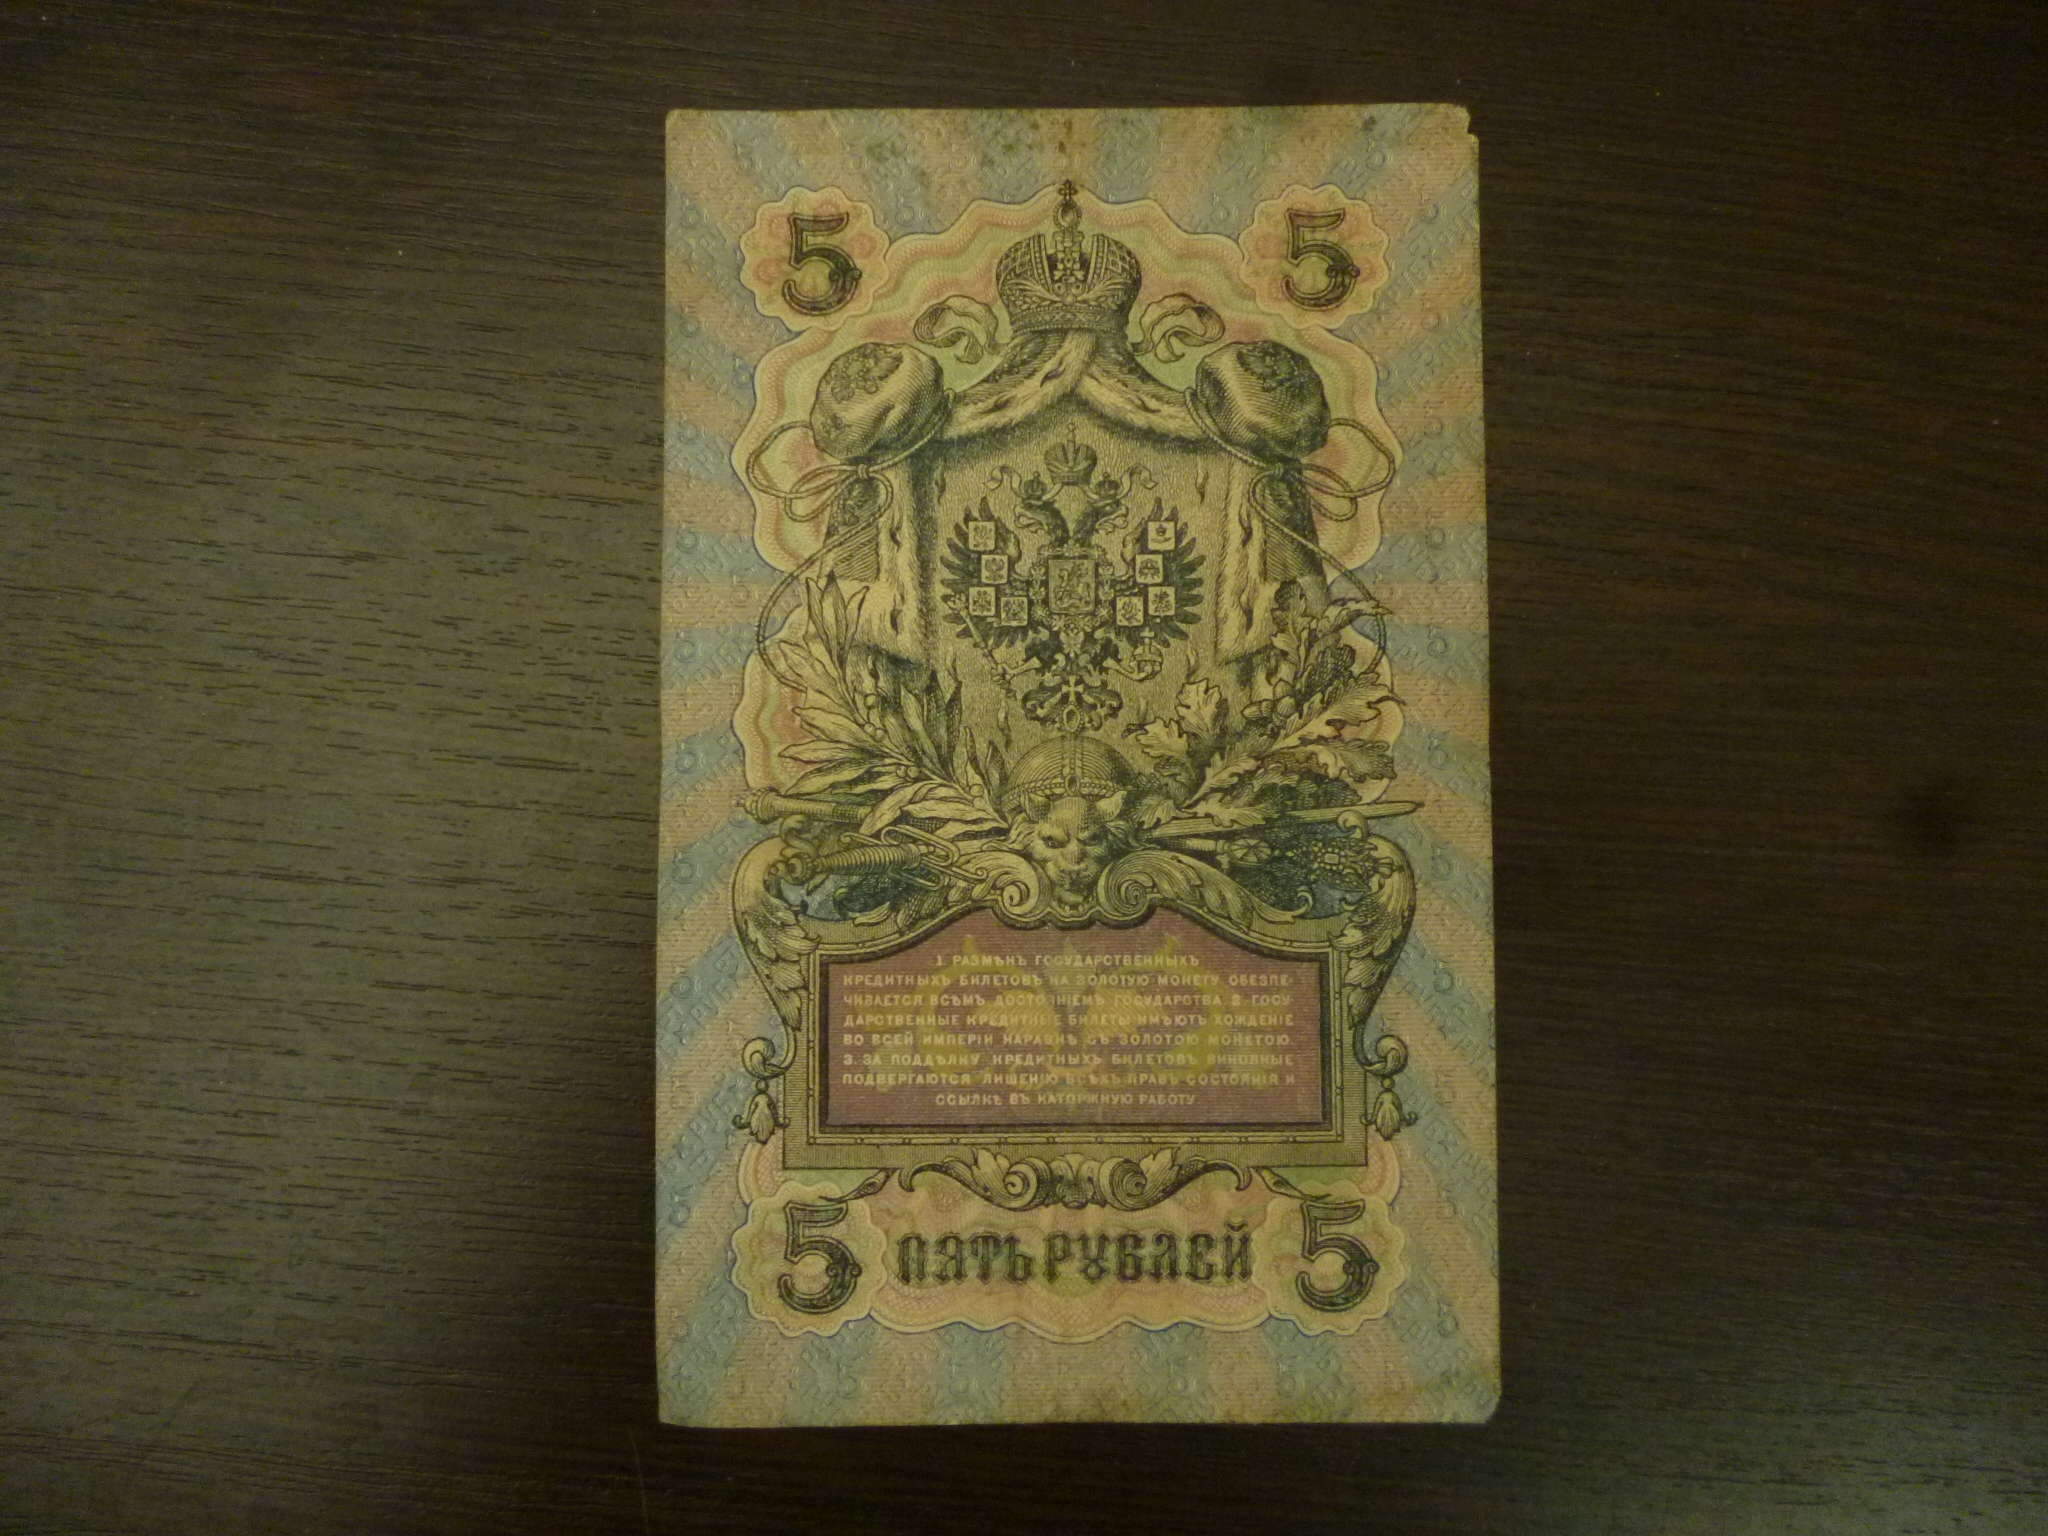 5 5
1. РАЗМѢНЪ ГОСУДАРСТВЕННЫХЪ
КРЕДИТНЫХЪ БИЛЕТОВЪ НА ЗОЛОТУЮ МОНЕТУ ОБЕЗПЕ-
ЧИВАЕТСЯ ВСѢМЪ ДОСТОЯНІЕМЪ ГОСУДАРСТВА. 2. ГОСУ-
ДАРСТВЕННЫЕ КРЕДИТНЫЕ БИЛЕТЫ ИМѢЮТЪ ХОЖДЕНІЕ
ВО ВСЕЙ ИМПЕРІИ НАРАВНѢ СЪ ЗОЛОТОЮ МОНЕТОЮ.
3. ЗА ПОДДѢЛКУ КРЕДИТНЫХЪ БИЛЕТОВЪ ВИНОВНЫЕ
ПОДВЕРГАЮТСЯ ЛИШЕНІЮ ВСѢХЪ ПРАВЪ СОСТОЯНІЯ И
ССЫЛКѢ ВЪ КАТОРЖНУЮ РАБОТУ.
5 ПЯТЬ РУБЛЕЙ 5